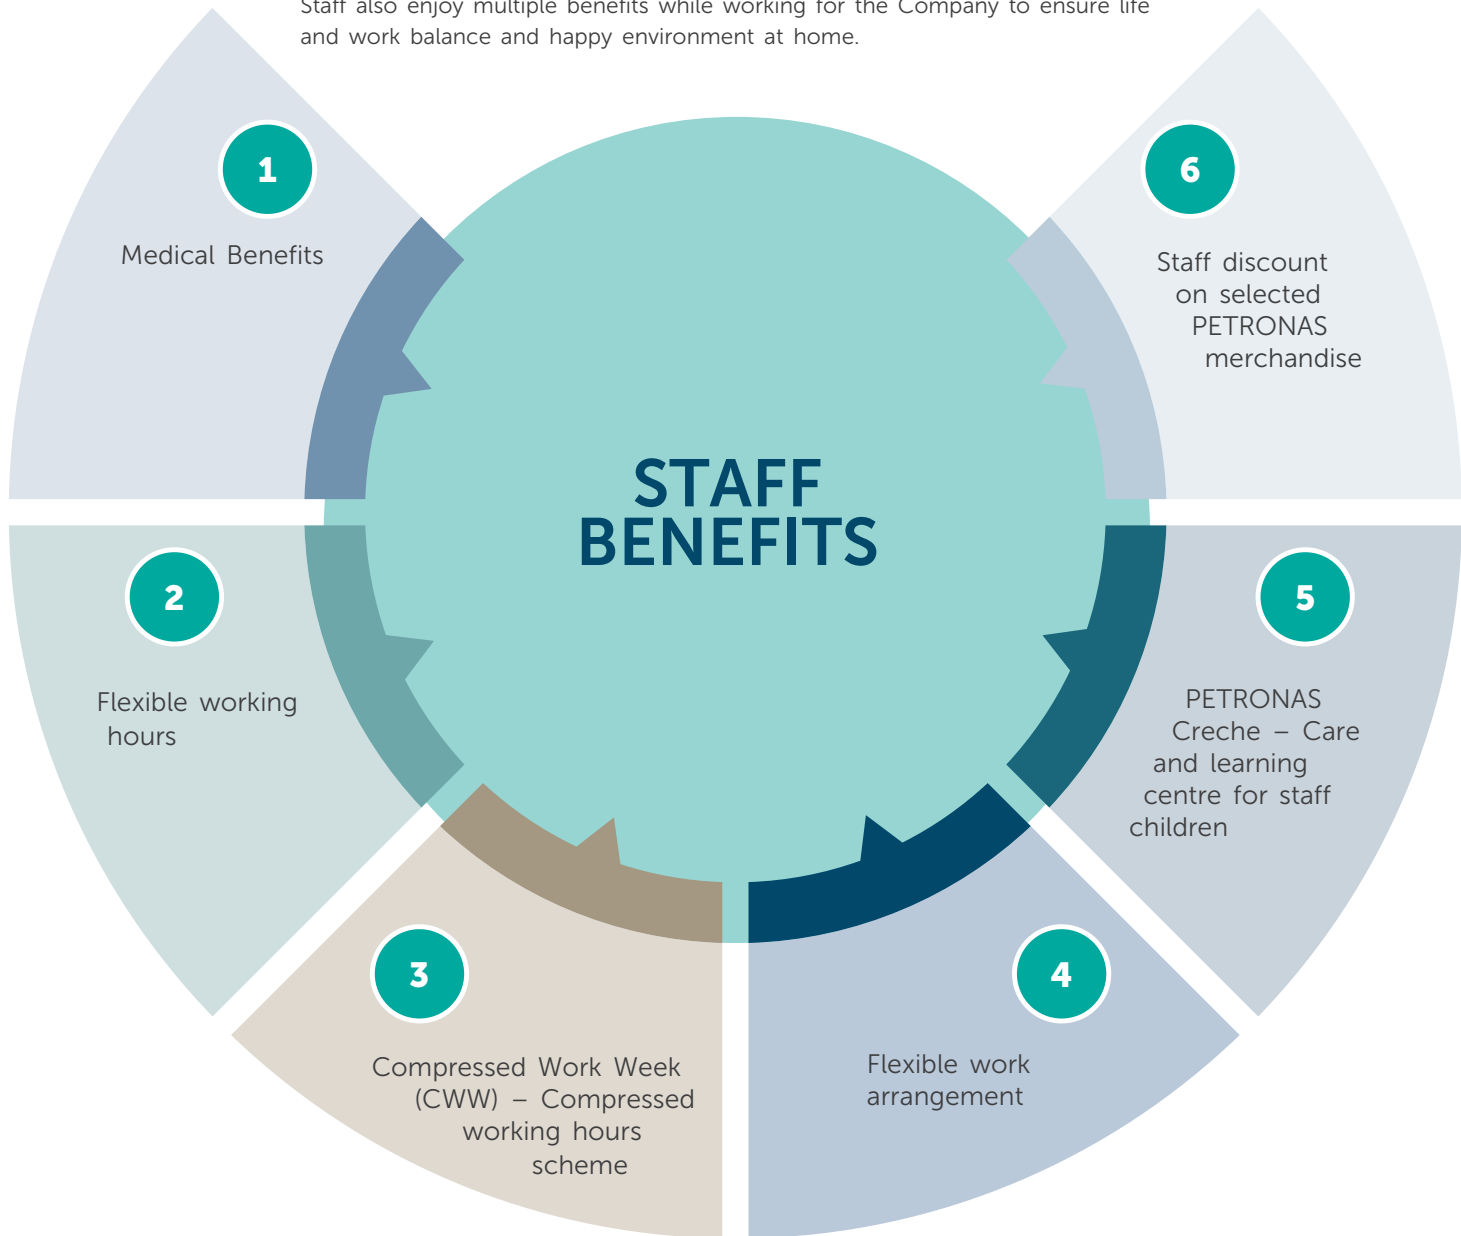 Staff also enjoy multiple benefits while working for the Company to ensure life
and work balance and happy environment at home.
STAFF
BENEFITS
1
Medical Benefits
2
Flexible working
hours
3
Compressed Work Week
(CWW) – Compressed
working hours
scheme
4
Flexible work
arrangement
5
PETRONAS
Creche – Care
and learning
centre for staff
children
6
Staff discount
on selected
PETRONAS
merchandise